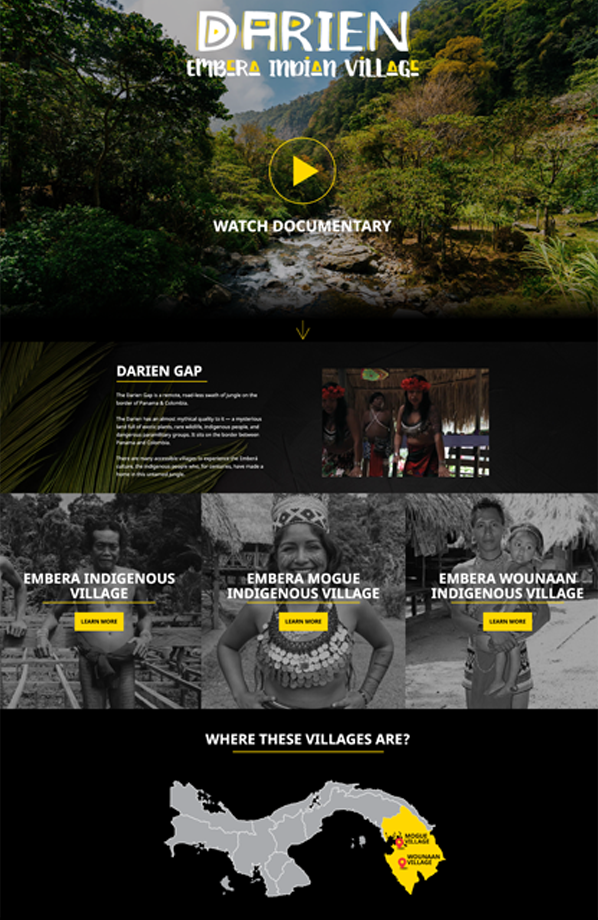 DARIEN
EMBERA INDIAN VILLAGE
WATCH DOCUMENTARY
DARIEN GAP
The Darien Gap is a remote, road-less swath of jungle on the
border of Panama & Colombia.
The Darien has an almost mythical quality to it — a mysterious
land full of exotic plants, rare wildlife, indigenous people, and
dangerous paramilitary groups. It sits on the border between
Panama and Colombia.
There are many accessible villages to experience the Emberá
culture, the indigenous people who, for centuries, have made a
home in this untamed jungle.
EMBERA INDIGENOUS
VILLAGE
LEARN MORE
EMBERA MOGUE
INDIGENOUS VILLAGE
LEARN MORE
EMBERA WOUNAAN
INDIGENOUS VILLAGE
LEARN MORE
WHERE THESE VILLAGES ARE?
MOGUE
VILLAGE
WOUNAAN
VILLAGE